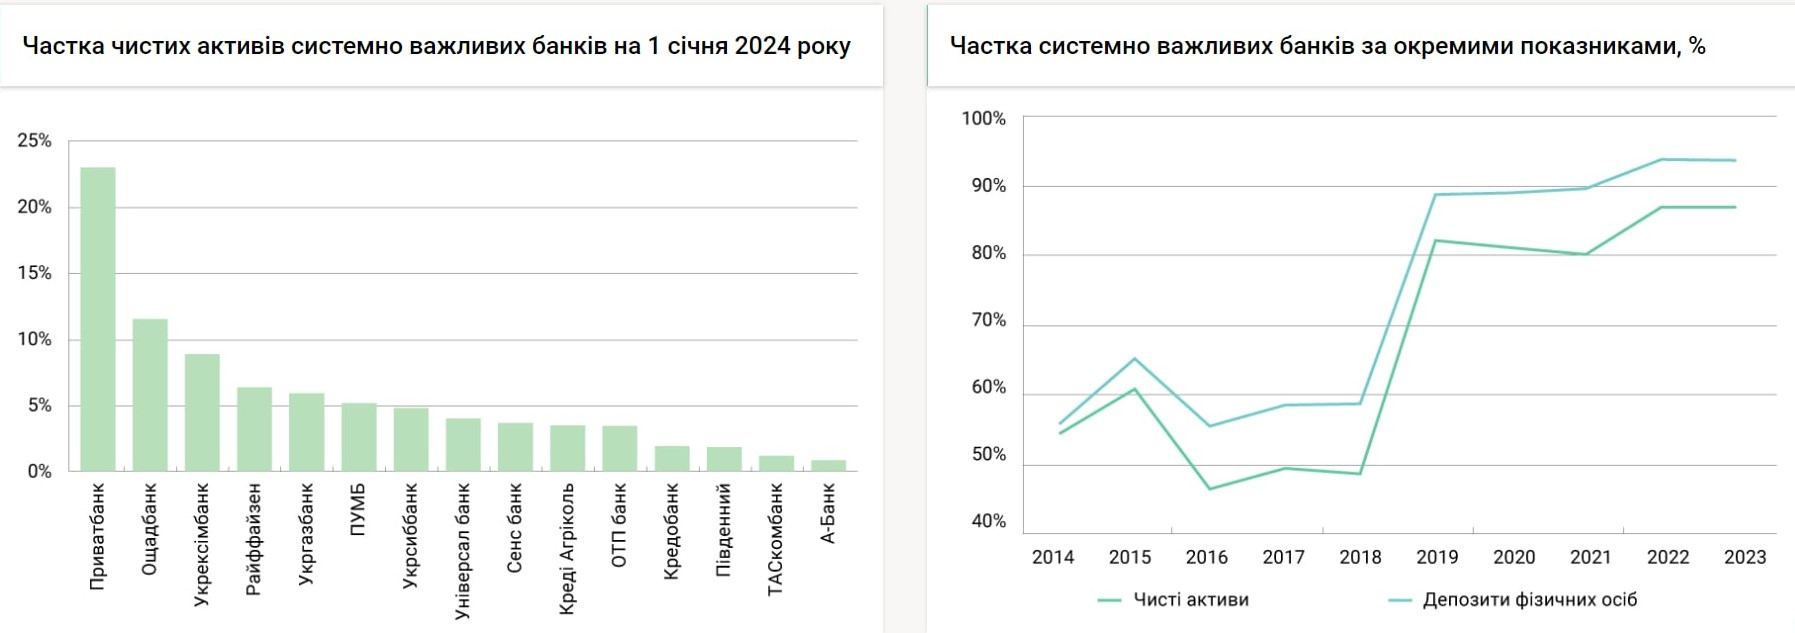 Частка чистих активів системно важливих банків на 1 січня 2024 року
25%
20%
15%
10%
5%
0%
Приватбанк
Ощадбанк
Укрексімбанк
Райффайзен
Укргазбанк
ПУМБ
Укрсиббанк
Універсал банк
Сенс банк
Креді Агріколь
ОТП банк
Кредобанк
Південний
ТАСкомбанк
А-Банк
Частка системно важливих банків за окремими показниками, %
100%
90%
80%
70%
60%
50%
40%
2014 2015 2016 2017 2018 2019 2020 2021 2022 2023
Чисті активи Депозити фізичних осіб